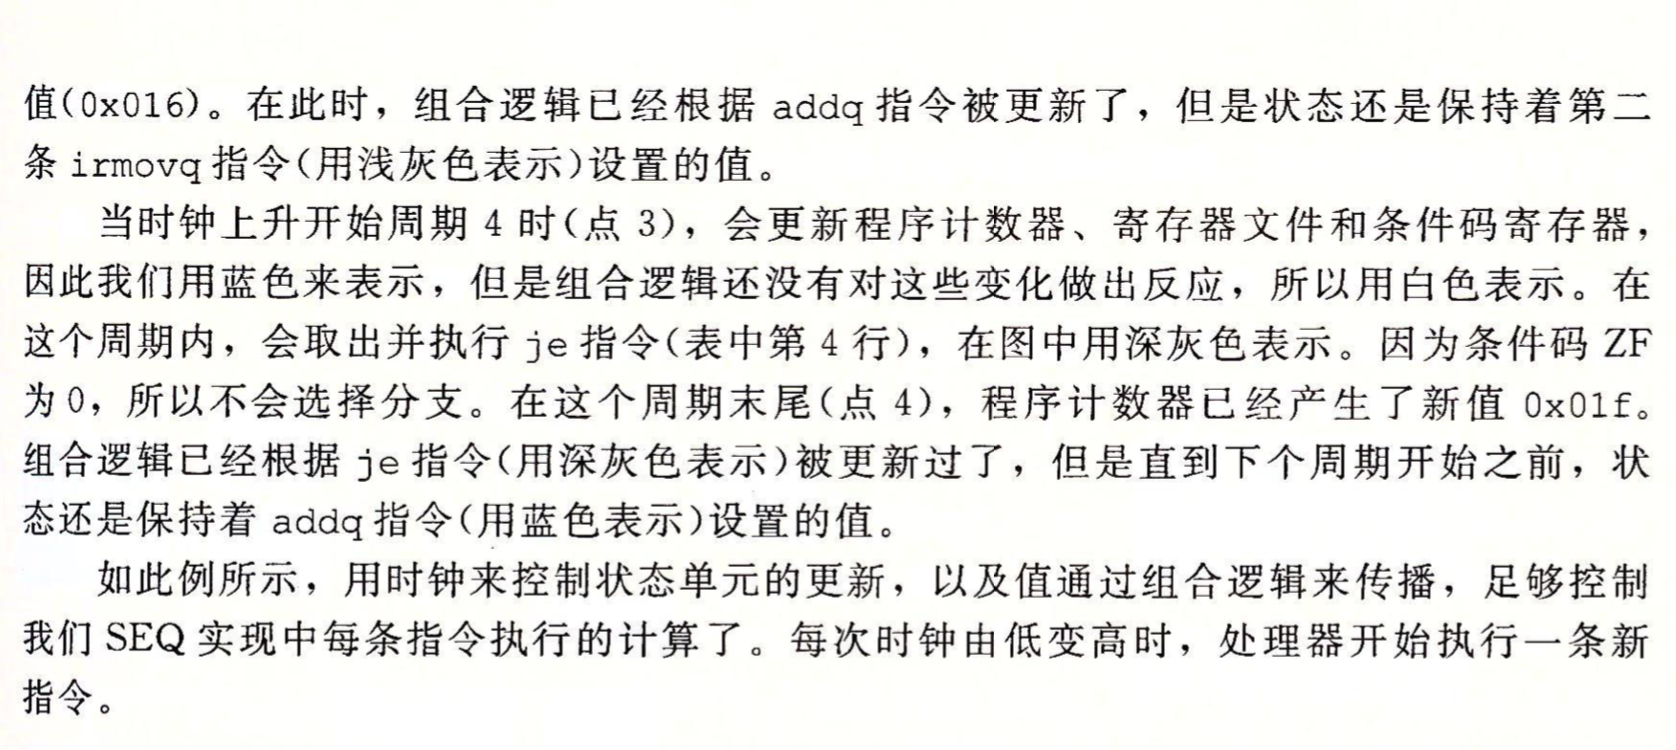 值(0x016)。在此时，组合逻辑已经根据 addq 指令被更新了，但是状态还是保持着第二
条 irmovq 指令(用浅灰色表示)设置的值。
当时钟上升开始周期 4 时(点 3)，会更新程序计数器、寄存器文件和条件码寄存器，
因此我们用蓝色来表示，但是组合逻辑还没有对这些变化做出反应，所以用白色表示。在
这个周期内，会取出并执行 je 指令(表中第 4 行)，在图中用深灰色表示。因为条件码 ZF
为 0，所以不会选择分支。在这个周期末尾(点 4)，程序计数器已经产生了新值 0x01f。
组合逻辑已经根据 je 指令(用深灰色表示)被更新过了，但是直到下个周期开始之前，状
态还是保持着 addq 指令(用蓝色表示)设置的值。
如此例所示，用时钟来控制状态单元的更新，以及值通过组合逻辑来传播，足够控制
我们 SEQ 实现中每条指令执行的计算了。每次时钟由低变高时，处理器开始执行一条新
指令。